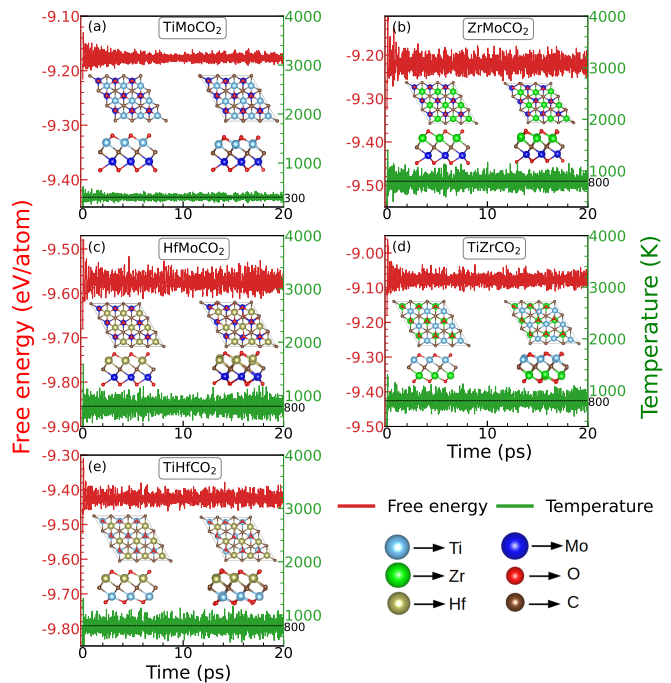 Free energy (eV/atom)
Temperature (K)
(a) TiMoCO₂
-9.10
-9.20
-9.30
-9.40
4000
3000
2000
1000
300
0 10 20
(b) ZrMoCO₂
-9.20
-9.30
-9.40
-9.50
4000
3000
2000
1000
800
0 10 20
(c) HfMoCO₂
-9.50
-9.60
-9.70
-9.80
-9.90
4000
3000
2000
1000
800
0 10 20
(d) TiZrCO₂
-9.00
-9.10
-9.20
-9.30
-9.40
-9.50
4000
3000
2000
1000
800
0 10 20
Time (ps)
(e) TiHfCO₂
-9.30
-9.40
-9.50
-9.60
-9.70
-9.80
4000
3000
2000
1000
800
0 10 20
Time (ps)
Free energy Temperature
Ti Mo
Zr O
Hf C